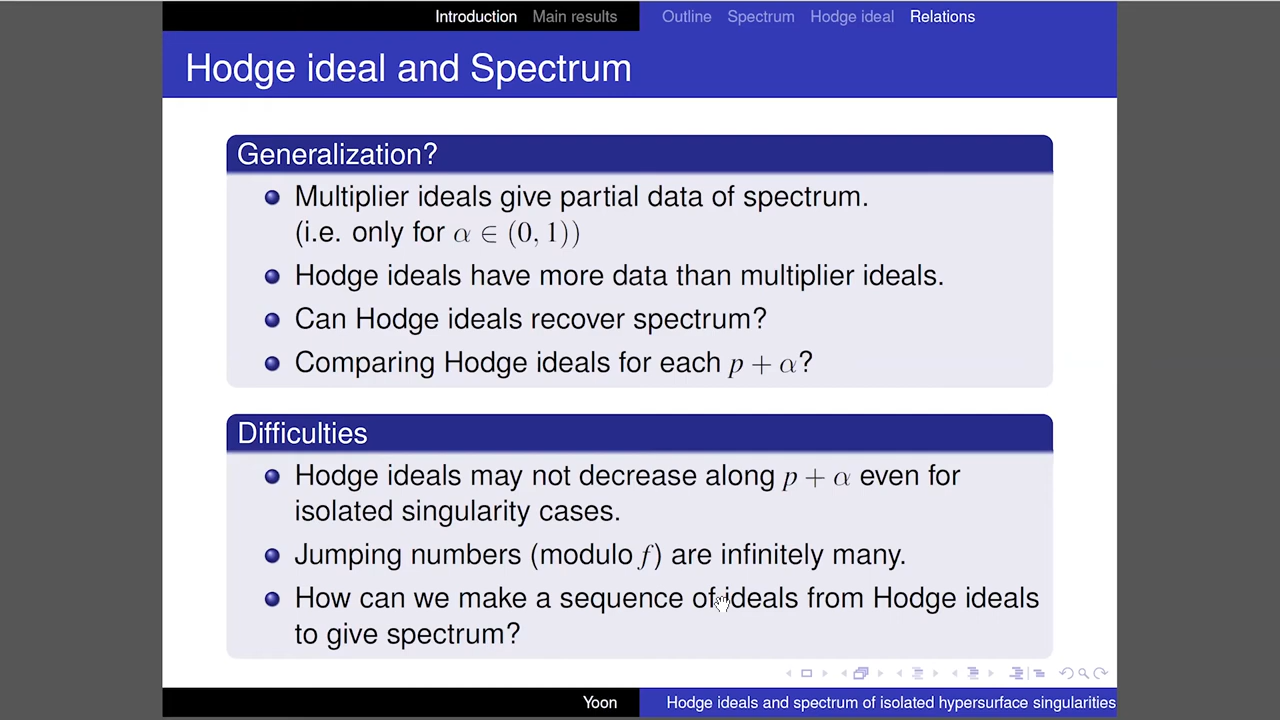 Introduction Main results Outline Spectrum Hodge ideal Relations
Hodge ideal and Spectrum
Generalization?
Multiplier ideals give partial data of spectrum.
(i.e. only for α ∈ (0, 1))
Hodge ideals have more data than multiplier ideals.
Can Hodge ideals recover spectrum?
Comparing Hodge ideals for each p + α?
Difficulties
Hodge ideals may not decrease along p + α even for
isolated singularity cases.
Jumping numbers (modulo f) are infinitely many.
How can we make a sequence of ideals from Hodge ideals
to give spectrum?
Yoon Hodge ideals and spectrum of isolated hypersurface singularities